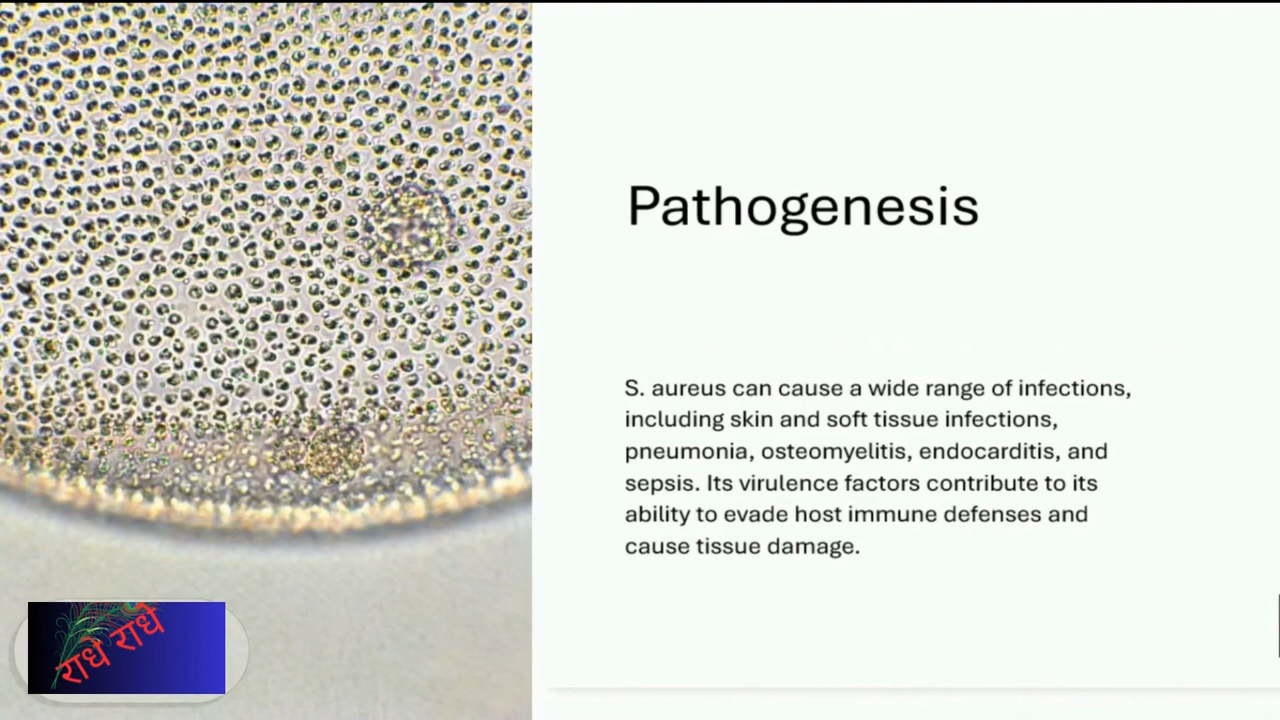 Pathogenesis
S. aureus can cause a wide range of infections,
including skin and soft tissue infections,
pneumonia, osteomyelitis, endocarditis, and
sepsis. Its virulence factors contribute to its
ability to evade host immune defenses and
cause tissue damage.
राधे राधे